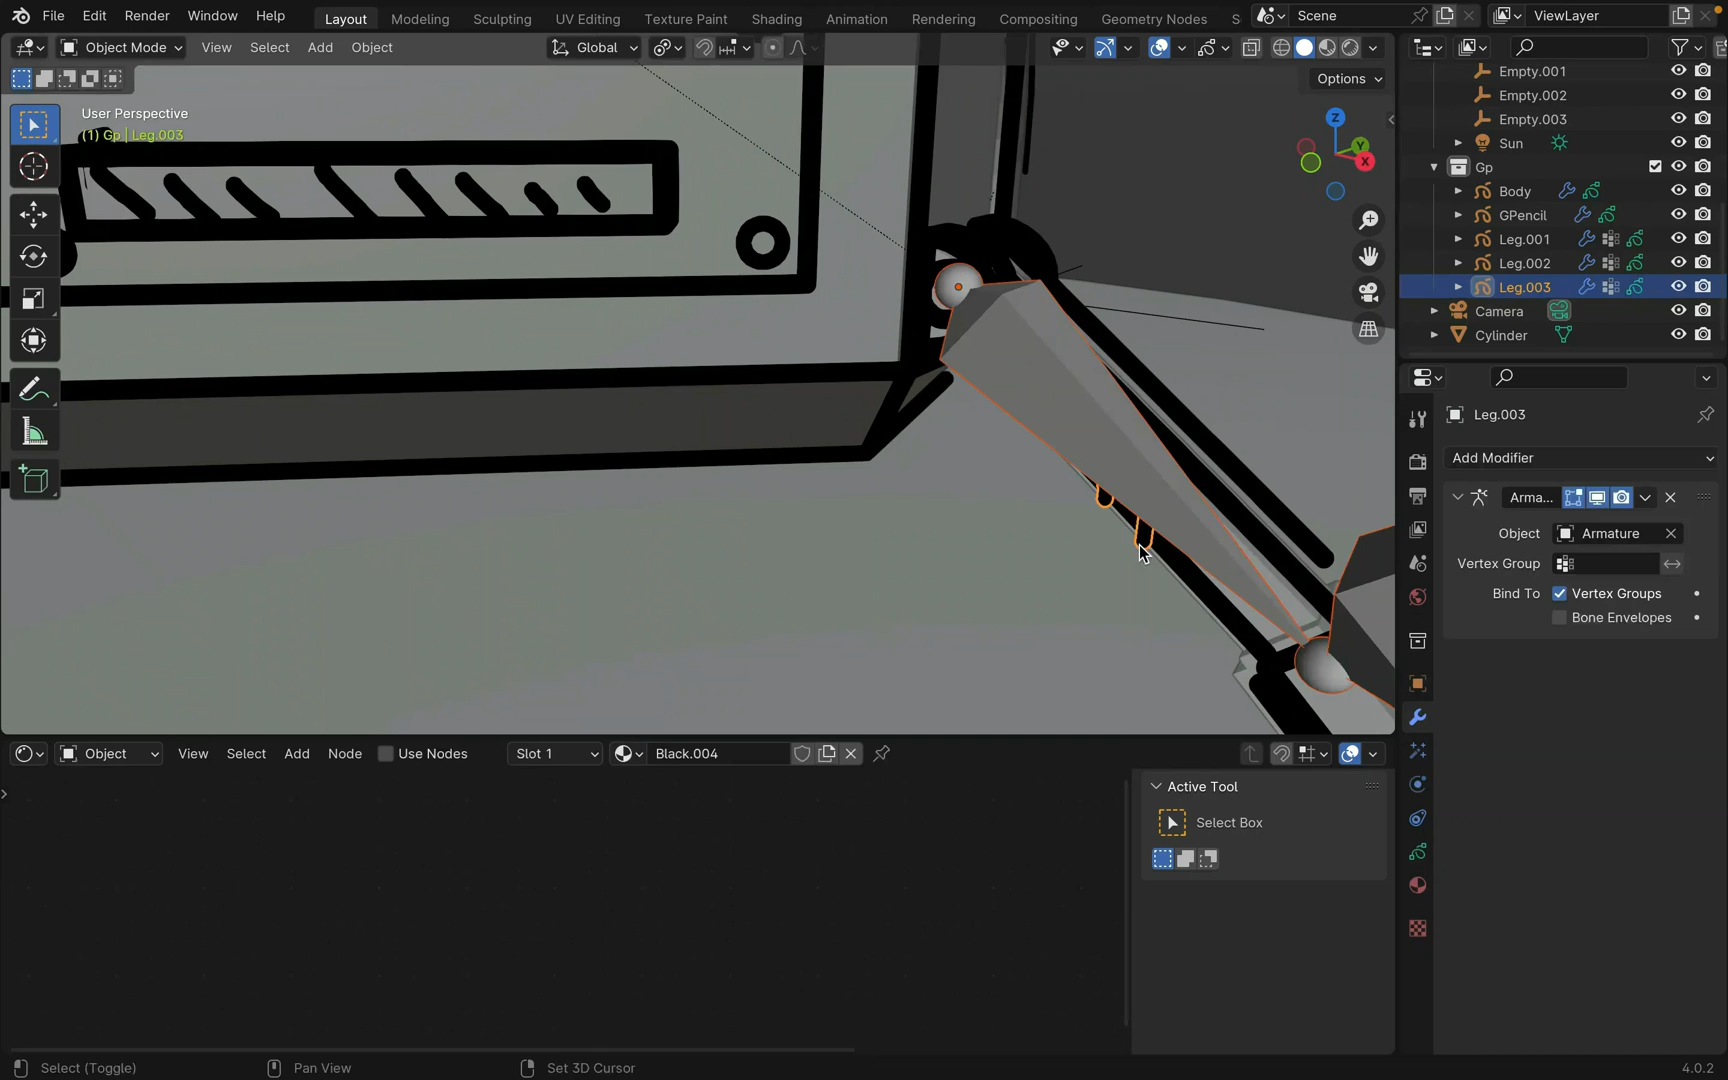 File Edit Render Window Help Layout Modeling Sculpting UV Editing Texture Paint Shading Animation Rendering Compositing Geometry Nodes S Scene ViewLayer
Object Mode View Select Add Object Global
Options
User Perspective
(1) Gp | Leg.003
Z
Y
X
Empty.001
Empty.002
Empty.003
Sun
Gp
Body
GPencil
Leg.001
Leg.002
Leg.003
Camera
Cylinder
Leg.003
Add Modifier
Arma...
Object Armature
Vertex Group
Bind To Vertex Groups
Bone Envelopes
Object View Select Add Node Use Nodes Slot 1 Black.004
Active Tool
Select Box
Select (Toggle) Pan View Set 3D Cursor 4.0.2